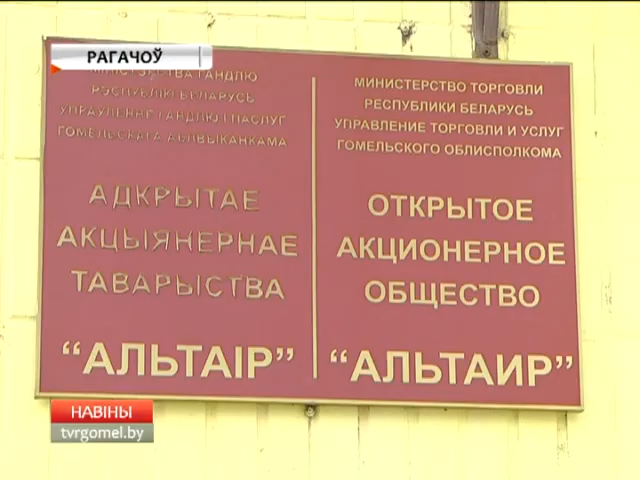 РАГАЧОЎ
МІНІСТЭРСТВА ГАНДЛЮ
РЭСПУБЛІКІ БЕЛАРУСЬ
УПРАЎЛЕННЕ ГАНДЛЮ І ПАСЛУГ
ГОМЕЛЬСКАГА АБЛВЫКАНКАМА
АДКРЫТАЕ
АКЦЫЯНЕРНАЕ
ТАВАРЫСТВА
“АЛЬТАІР”
МИНИСТЕРСТВО ТОРГОВЛИ
РЕСПУБЛИКИ БЕЛАРУСЬ
УПРАВЛЕНИЕ ТОРГОВЛИ И УСЛУГ
ГОМЕЛЬСКОГО ОБЛИСПОЛКОМА
ОТКРЫТОЕ
АКЦИОНЕРНОЕ
ОБЩЕСТВО
“АЛЬТАИР”
НАВІНЫ
tvrgomel.by